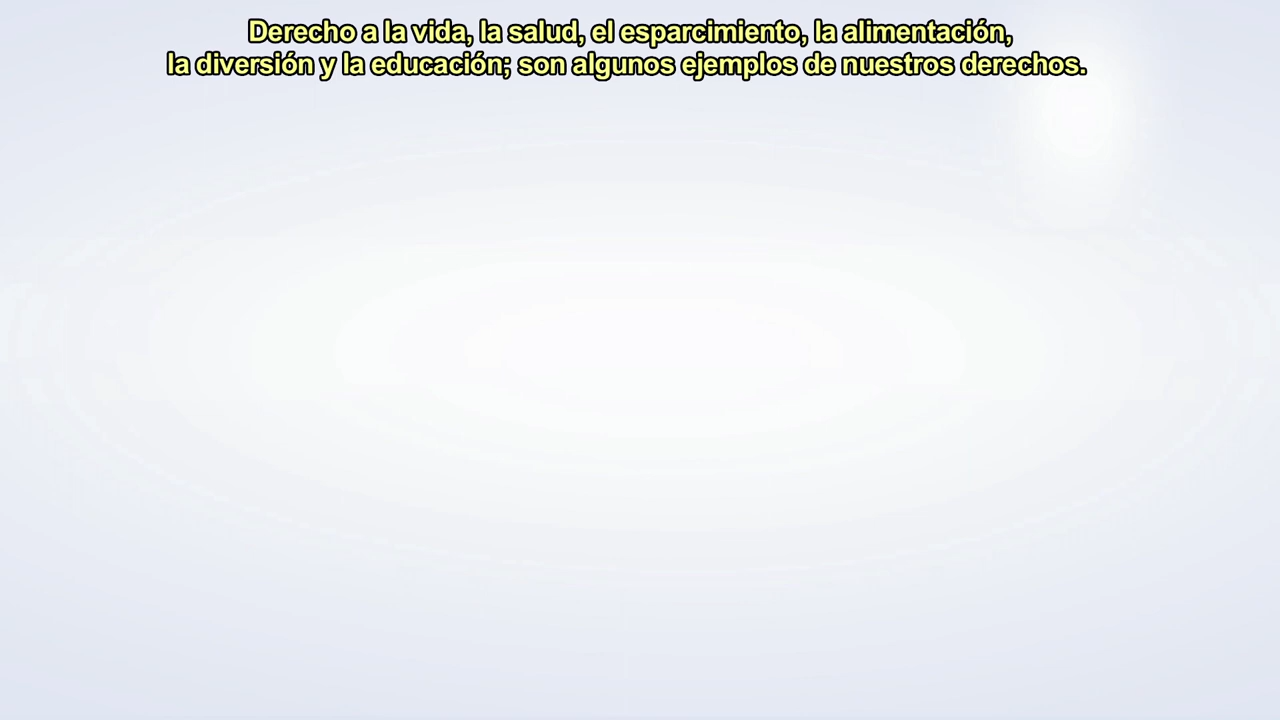 Derecho a la vida, la salud, el esparcimiento, la alimentación,
la diversión y la educación; son algunos ejemplos de nuestros derechos.